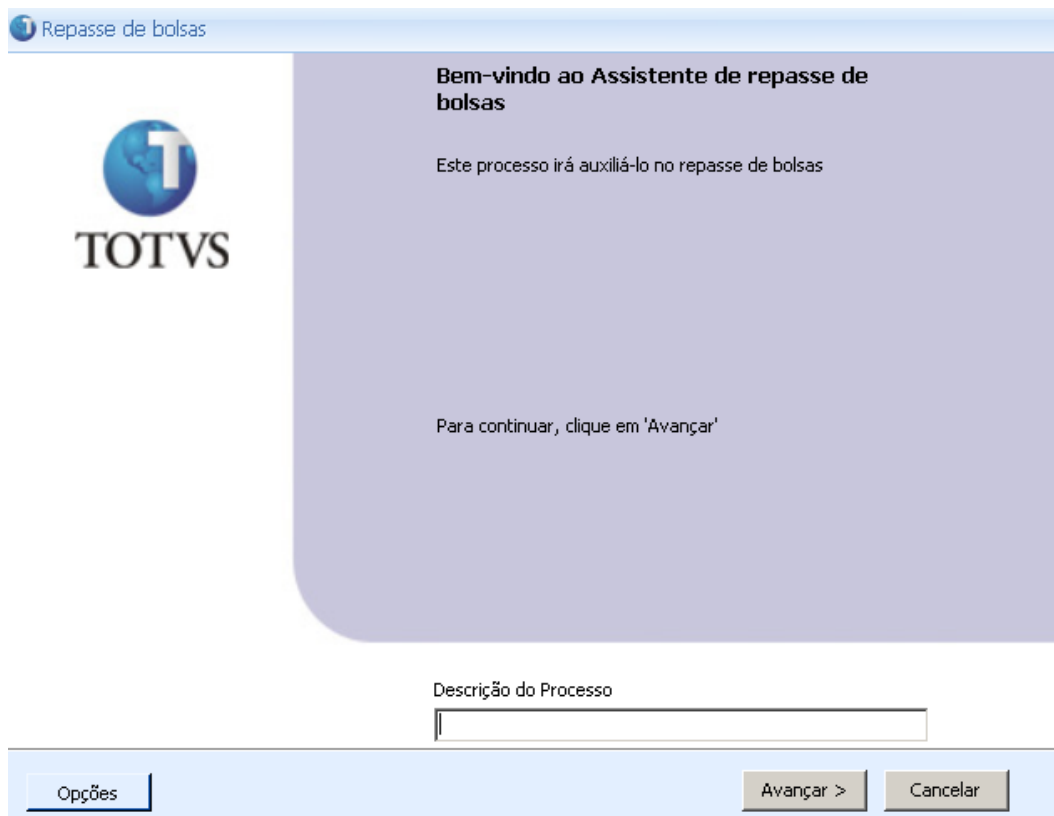 Repasse de bolsas
Bem-vindo ao Assistente de repasse de
bolsas
Este processo irá auxiliá-lo no repasse de bolsas
T
TOTVS
Para continuar, clique em 'Avançar'
Descrição do Processo
Opções
Avançar >
Cancelar